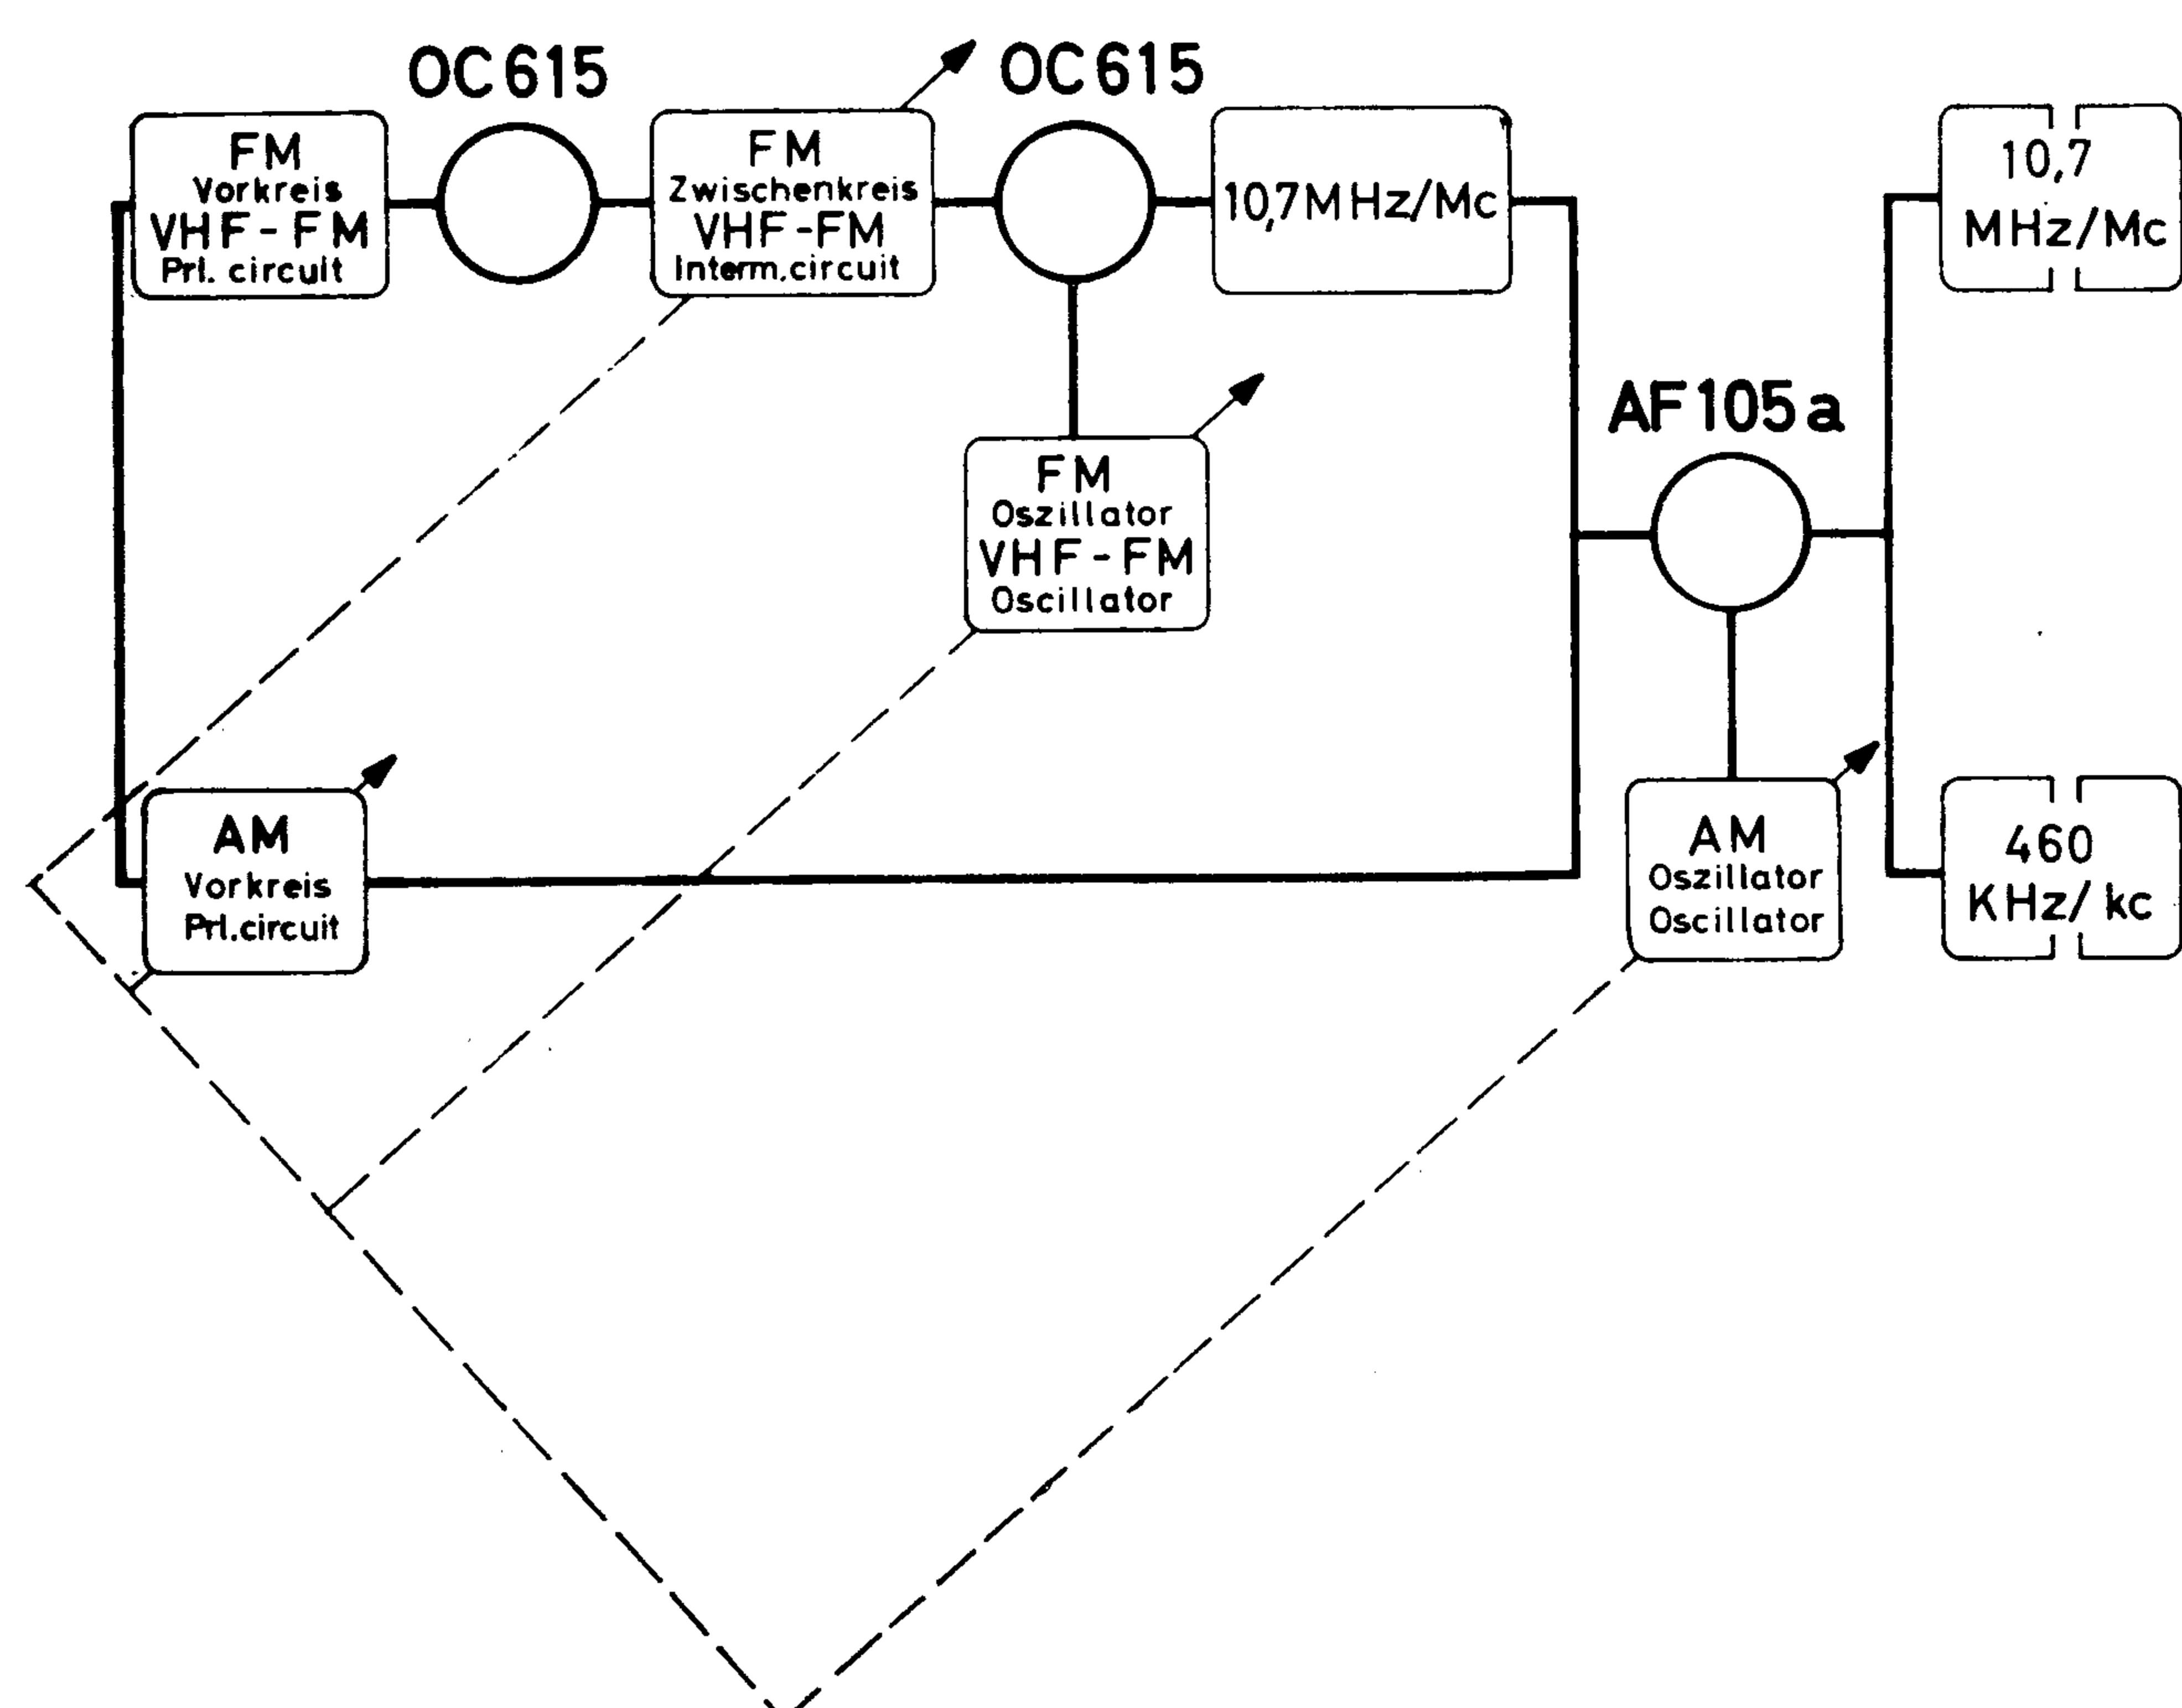 OC615
OC615
FM
Vorkreis
VHF-FM
Prl. circuit
FM
Zwischenkreis
VHF-FM
Interm.circuit
10,7MHz/Mc
10,7
MHz/Mc
AF105a
FM
Oszillator
VHF-FM
Oscillator
AM
Vorkreis
Prl.circuit
AM
Oszillator
Oscillator
460
KHz/kc